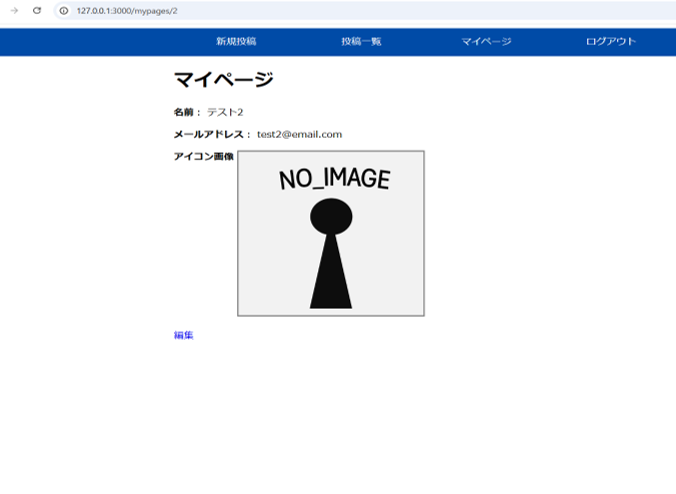 127.0.0.1:3000/mypages/2
新規投稿 投稿一覧 マイページ ログアウト
マイページ
名前： テスト2
メールアドレス： test2@email.com
アイコン画像
NO_IMAGE
編集